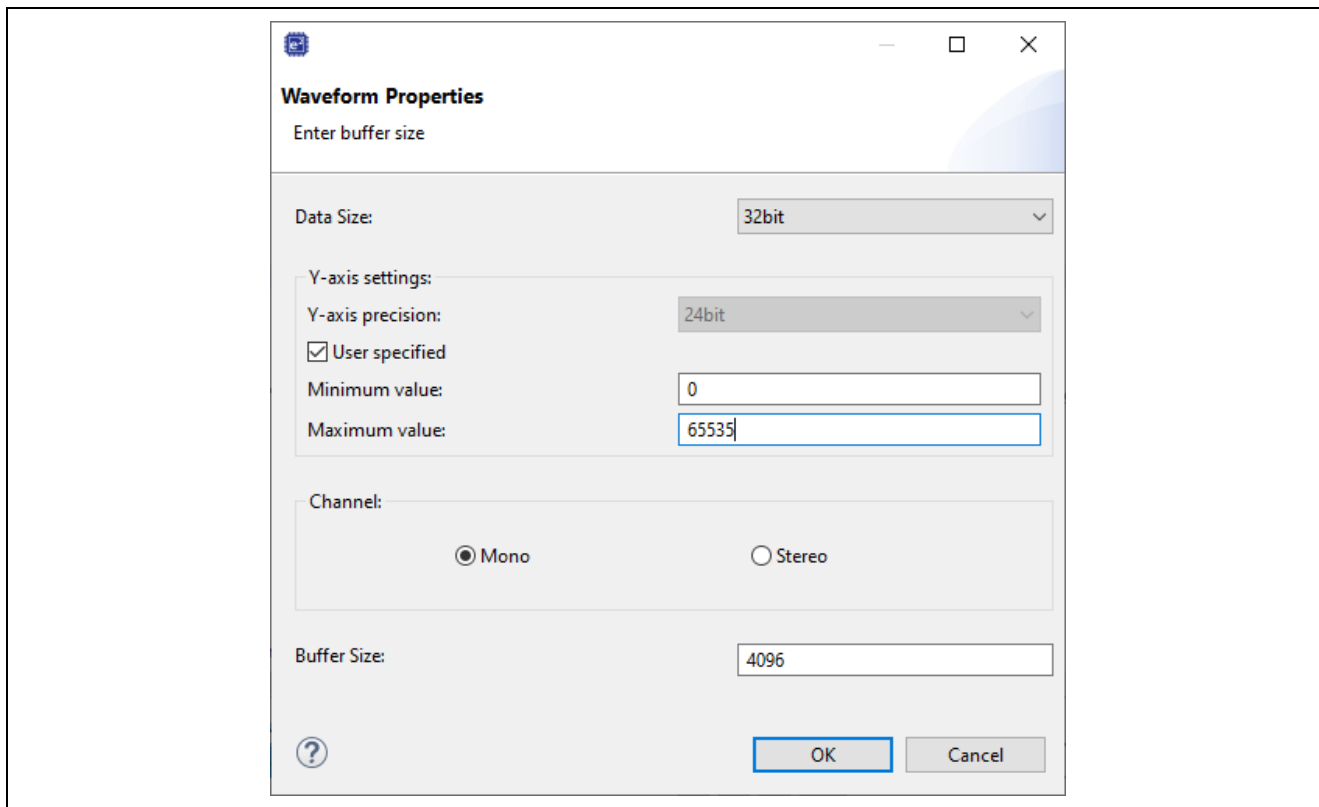 Waveform Properties
Enter buffer size
Data Size: 32bit
Y-axis settings:
Y-axis precision: 24bit
User specified
Minimum value: 0
Maximum value: 65535
Channel:
Mono Stereo
Buffer Size: 4096
? OK Cancel